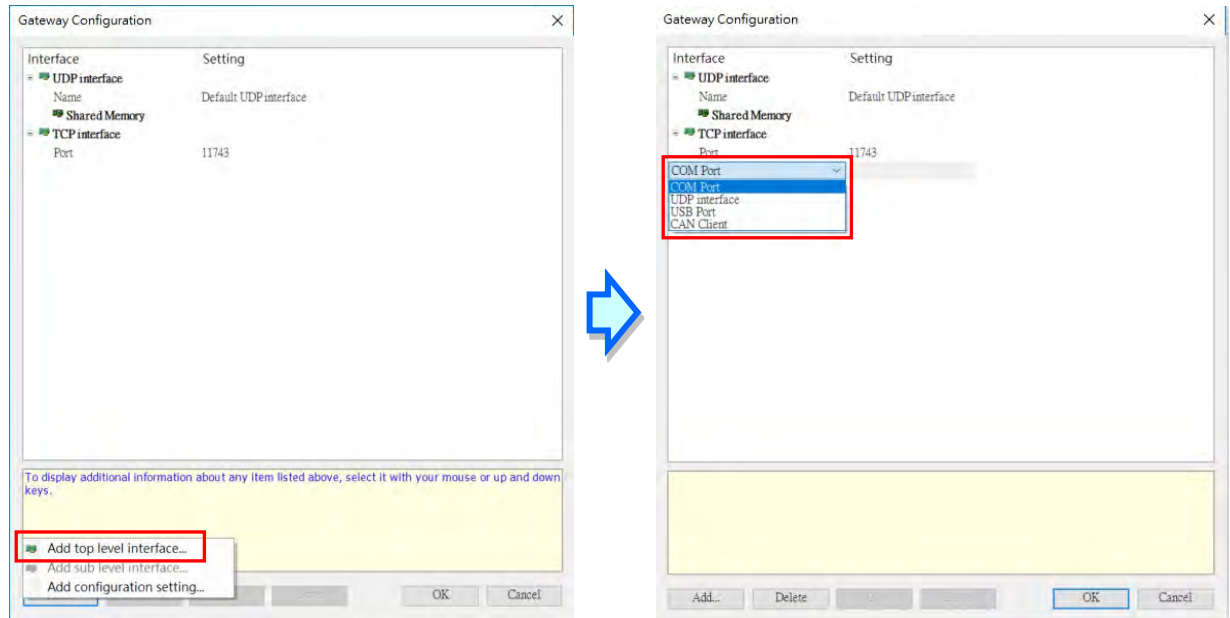 Gateway Configuration
Interface Setting
UDP interface
Name Default UDP interface
Shared Memory
TCP interface
Port 11743
To display additional information about any item listed above, select it with your mouse or up and down
keys.
Add top level interface...
Add sub level interface...
Add configuration setting...
OK Cancel
Gateway Configuration
Interface Setting
UDP interface
Name Default UDP interface
Shared Memory
TCP interface
Port 11743
COM Port
COM Port
UDP interface
USB Port
CAN Client
Add... Delete OK Cancel